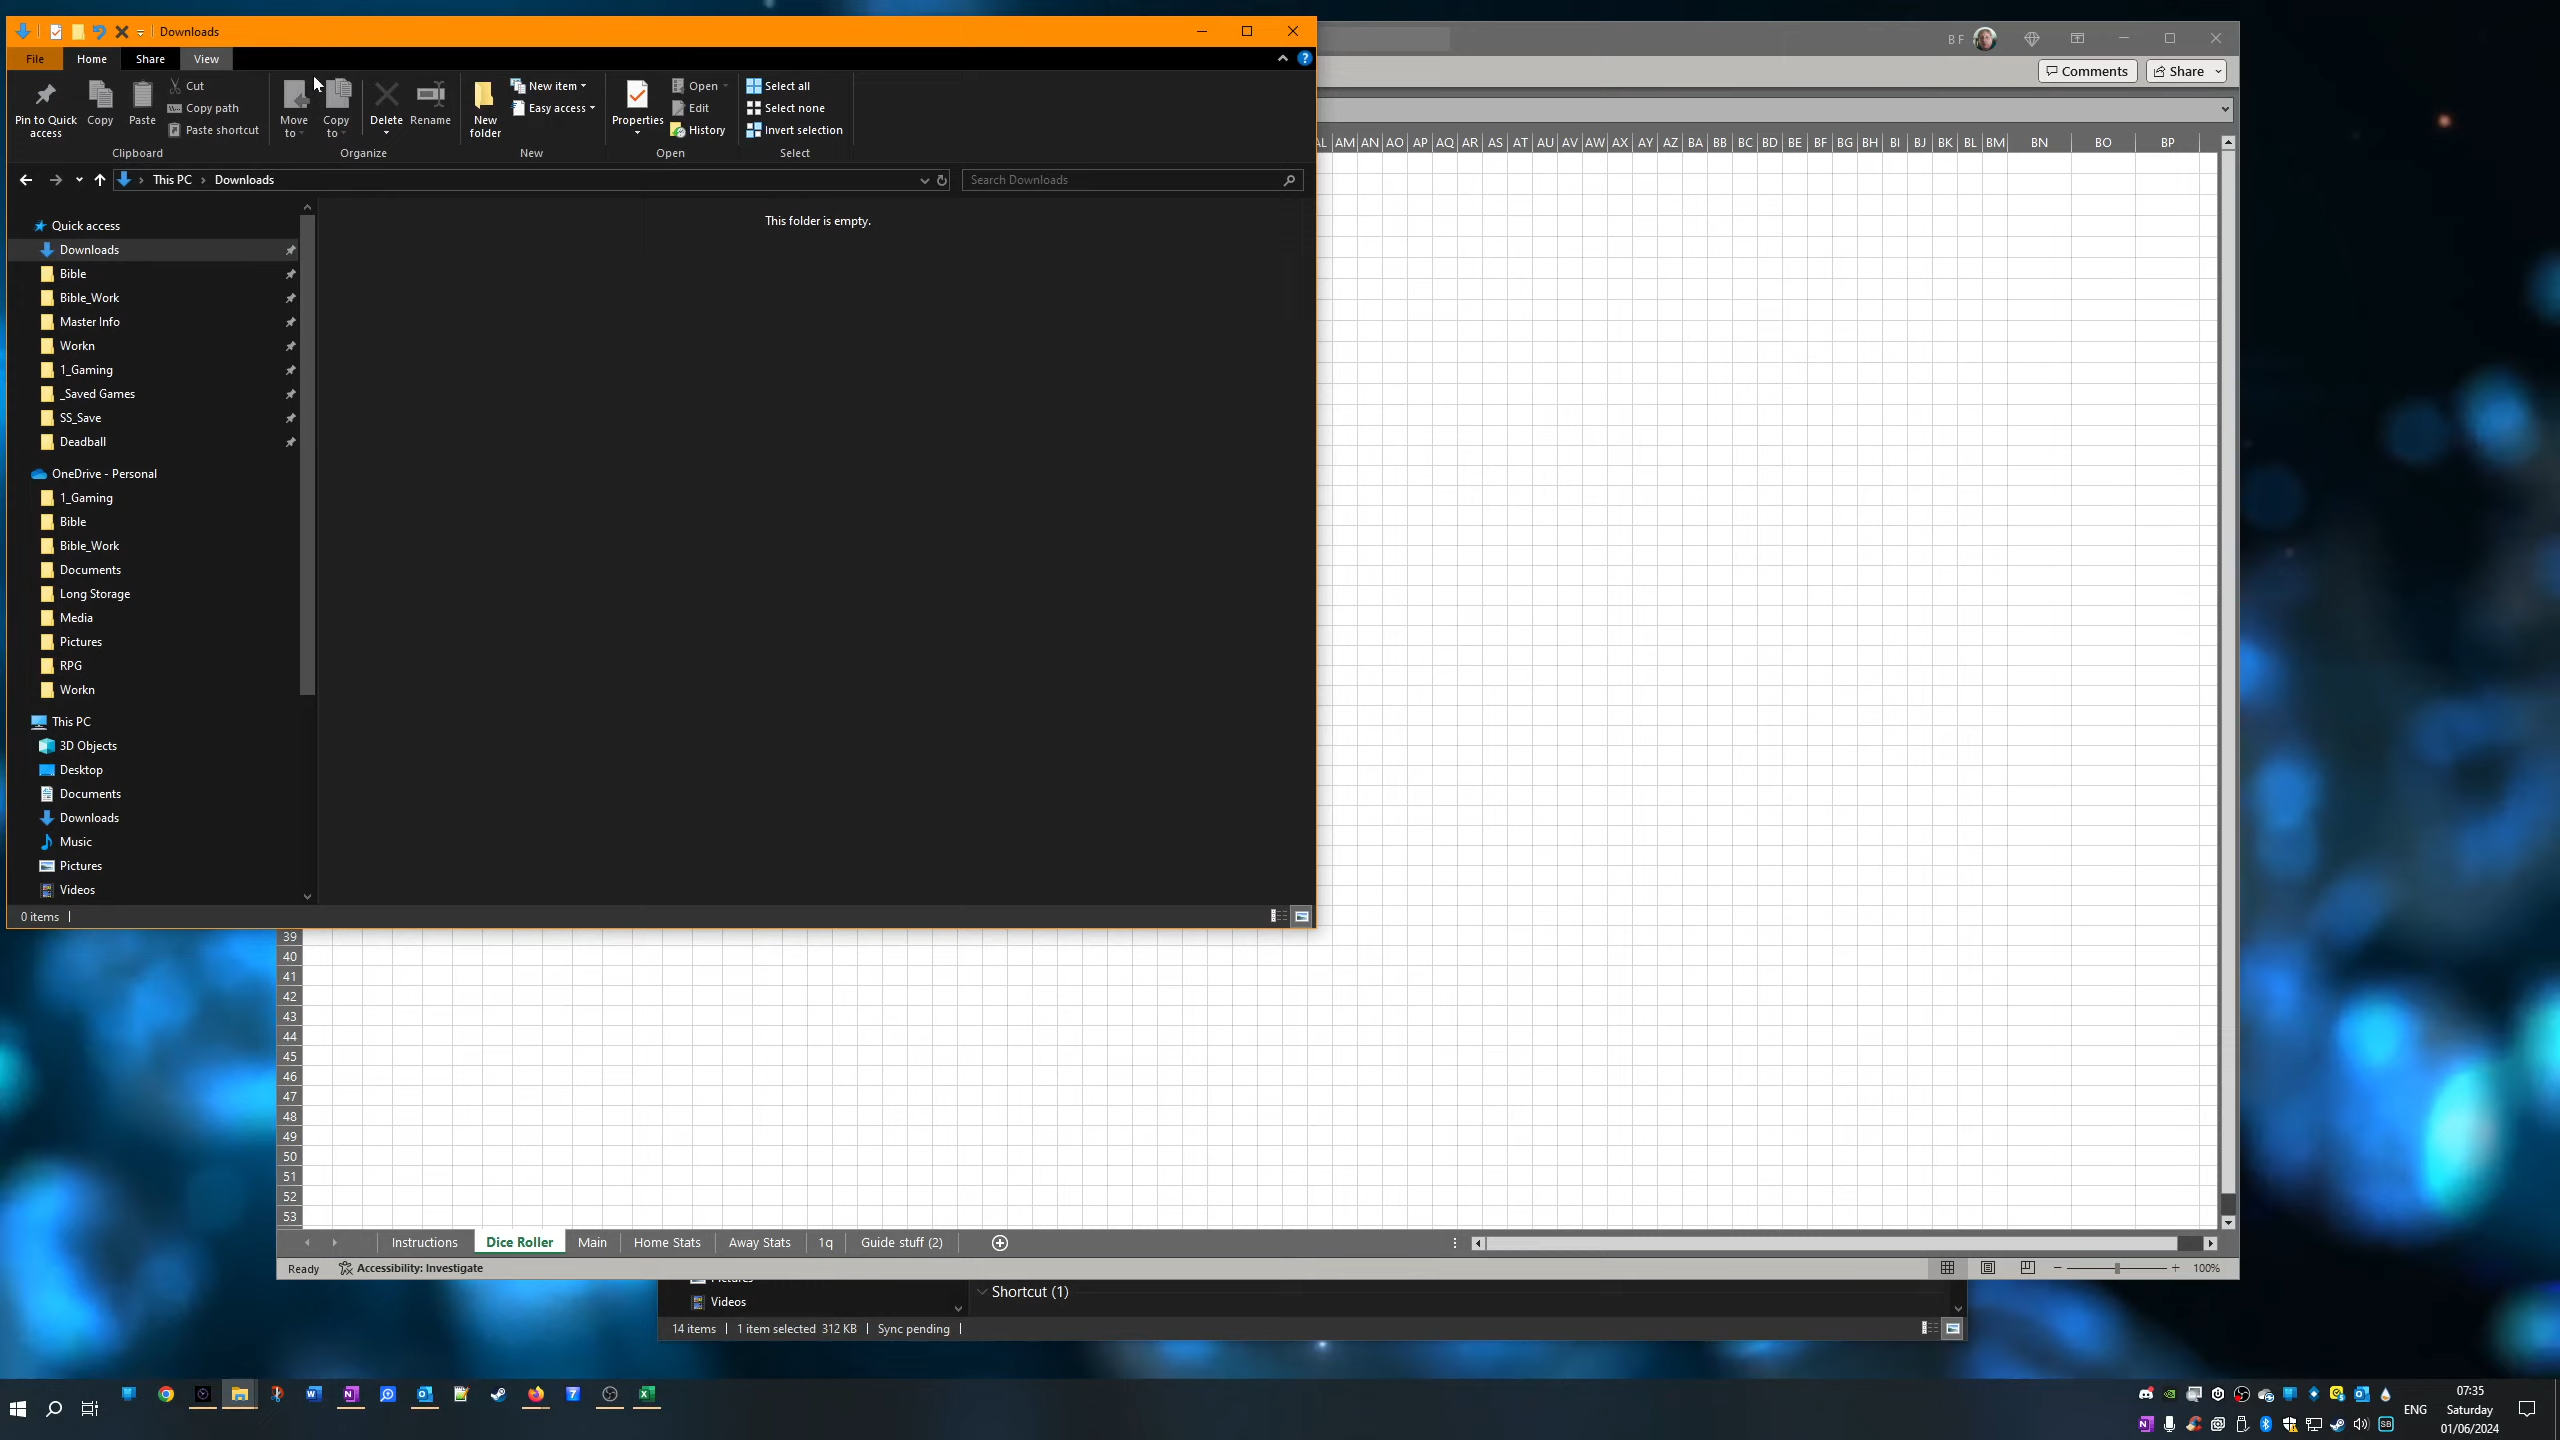 Downloads
File Home Share View
Pin to Quick access
Copy
Paste
Cut
Copy path
Paste shortcut
Clipboard
Move to
Copy to
Delete
Rename
Organize
New folder
New item
Easy access
New
Properties
Open
Edit
History
Open
Select all
Select none
Invert selection
Select
This PC > Downloads
Search Downloads
This folder is empty.
Quick access
Downloads
Bible
Bible_Work
Master Info
Workn
1_Gaming
_Saved Games
SS_Save
Deadball
OneDrive - Personal
1_Gaming
Bible
Bible_Work
Documents
Long Storage
Media
Pictures
RPG
Workn
This PC
3D Objects
Desktop
Documents
Downloads
Music
Pictures
Videos
0 items
B F
Comments Share
AM AN AO AP AQ AR AS AT AU AV AW AX AY AZ BA BB BC BD BE BF BG BH BI BJ BK BL BM BN BO BP
39
40
41
42
43
44
45
46
47
48
49
50
51
52
53
Instructions Dice Roller Main Home Stats Away Stats 1q Guide stuff (2)
Ready Accessibility: Investigate 100%
Videos
Shortcut (1)
14 items 1 item selected 312 KB Sync pending
ENG
07:35
Saturday
01/06/2024